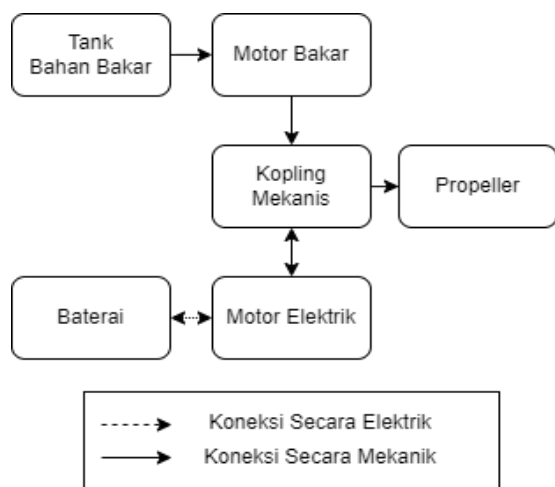 Tank
Bahan Bakar
Motor Bakar
Kopling
Mekanis
Propeller
Baterai
Motor Elektrik
Koneksi Secara Elektrik
Koneksi Secara Mekanik